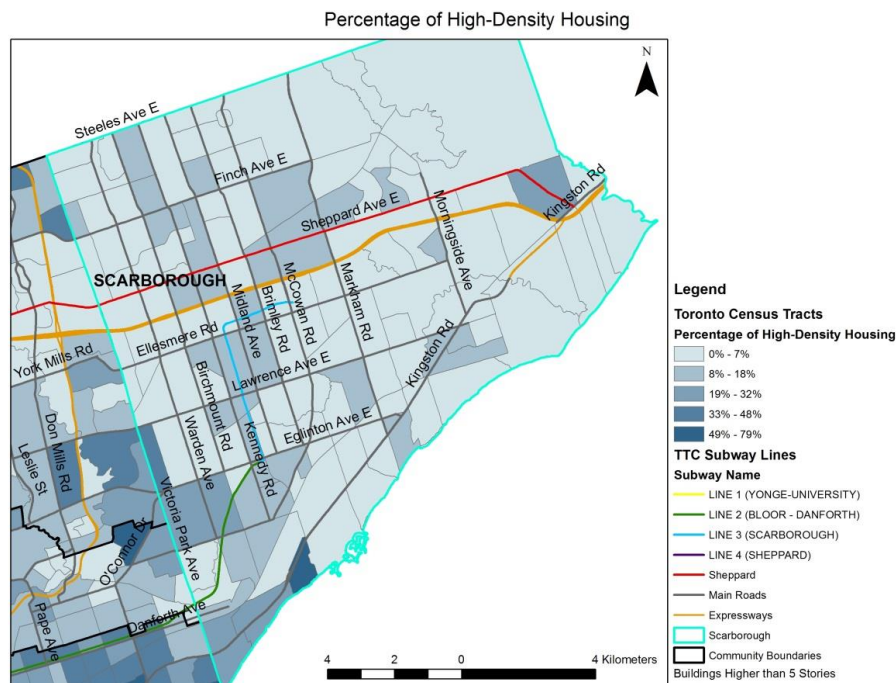 Percentage of High-Density Housing
N
Steeles Ave E
Finch Ave E
Kingston Rd
Sheppard Ave E
Morningside Ave
SCARBOROUGH
McCowan Rd
Markham Rd
Brimley Rd
Midland Ave
Ellesmere Rd
York Mills Rd
Lawrence Ave E
Kingston Rd
Birchmount Rd
Don Mills Rd
Leslie St
Warden Ave
Kennedy Rd
Eglinton Ave E
Victoria Park Ave
O'Connor Dr
Pape Ave
Danforth Ave
4 2 0 4 Kilometers
Legend
Toronto Census Tracts
Percentage of High-Density Housing
0% - 7%
8% - 18%
19% - 32%
33% - 48%
49% - 79%
TTC Subway Lines
Subway Name
LINE 1 (YONGE-UNIVERSITY)
LINE 2 (BLOOR - DANFORTH)
LINE 3 (SCARBOROUGH)
LINE 4 (SHEPPARD)
Sheppard
Main Roads
Expressways
Scarborough
Community Boundaries
Buildings Higher than 5 Stories